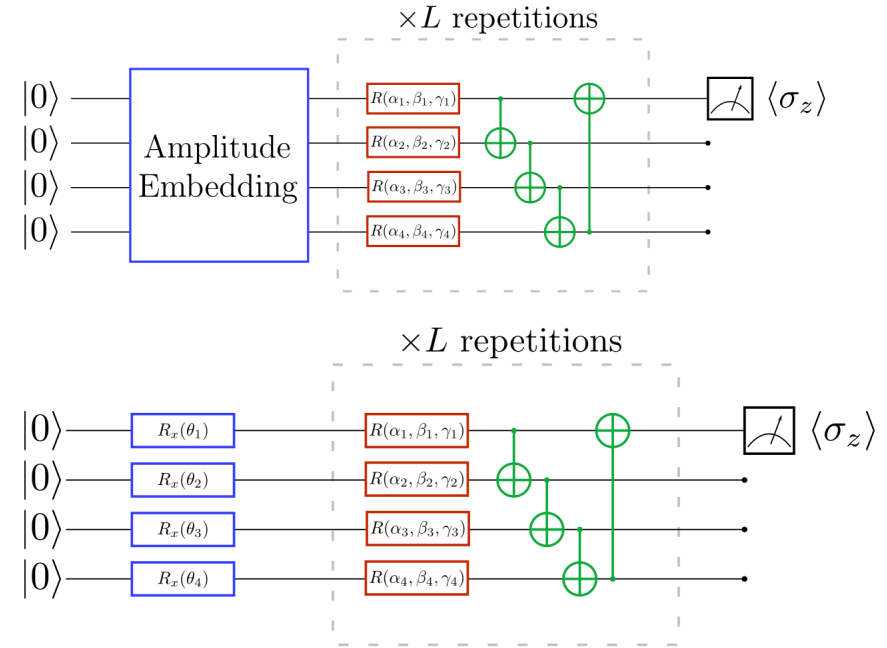 ×L repetitions
|0⟩ R(α₁, β₁, γ₁) ⟨σ_z⟩
|0⟩ Amplitude R(α₂, β₂, γ₂)
|0⟩ Embedding R(α₃, β₃, γ₃)
|0⟩ R(α₄, β₄, γ₄)
×L repetitions
|0⟩ Rₓ(θ₁) R(α₁, β₁, γ₁) ⟨σ_z⟩
|0⟩ Rₓ(θ₂) R(α₂, β₂, γ₂)
|0⟩ Rₓ(θ₃) R(α₃, β₃, γ₃)
|0⟩ Rₓ(θ₄) R(α₄, β₄, γ₄)